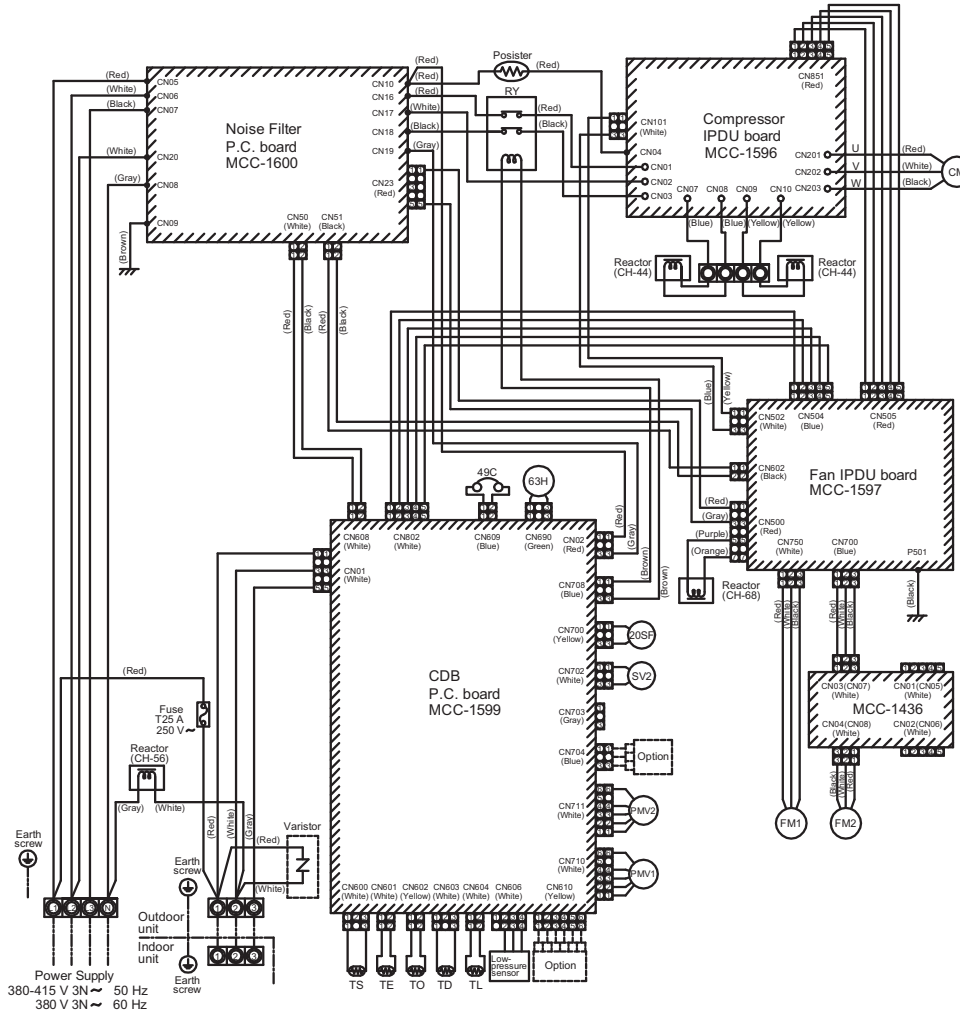 (Red)
(White)
(Black)
(White)
(Gray)
(Brown)
CN05
CN06
CN07
CN20
CN08
CN09
Noise Filter
P.C. board
MCC-1600
CN10
CN16
CN17
CN18
CN19
CN23
(Red)
CN50
(White)
CN51
(Black)
(Red)
(Red)
(Red)
(White)
(Black)
(Gray)
Posister
(Red)
RY
(Red)
(Black)
CN851
(Red)
Compressor
IPDU board
MCC-1596
CN101
(White)
CN04
CN01
CN02
CN03
CN07
CN08
CN09
CN10
CN201
CN202
CN203
U
V
W
(Red)
(White)
(Black)
CM
(Blue)
(Blue)
(Yellow)
(Yellow)
Reactor
(CH-44)
Reactor
(CH-44)
(Red)
(Black)
(Red)
(Black)
(Blue)
(Yellow)
CN502
(White)
CN504
(Blue)
CN505
(Red)
CN602
(Black)
Fan IPDU board
MCC-1597
CN500
(Red)
CN750
(White)
CN700
(Blue)
P501
(Red)
(Gray)
(Purple)
(Orange)
Reactor
(CH-68)
(Black)
(Red)
(White)
(Black)
(Red)
(White)
(Black)
CN03(CN07)
(White)
CN01(CN05)
(White)
MCC-1436
CN04(CN08)
(White)
CN02(CN06)
(White)
(Black)
(White)
(Red)
FM1
FM2
49C
63H
CN608
(White)
CN802
(White)
CN609
(Blue)
CN690
(Green)
CN02
(Red)
CN01
(White)
CN708
(Blue)
CN700
(Yellow)
CN702
(White)
CN703
(Gray)
CN704
(Blue)
CN711
(White)
CN710
(White)
CDB
P.C. board
MCC-1599
(Red)
(Gray)
(Brown)
(Brown)
20SF
SV2
Option
PMV2
PMV1
CN600
(White)
CN601
(White)
CN602
(Yellow)
CN603
(White)
CN604
(White)
CN606
(White)
CN610
(Yellow)
TS
TE
TO
TD
TL
Low-
pressure
sensor
Option
(Red)
Fuse
T25 A
250 V ~
Reactor
(CH-56)
(Gray)
(White)
(Red)
(White)
(Gray)
(Red)
Varistor
(White)
Earth
screw
Earth
screw
L1 L2 L3 N
1 2 3
Outdoor
unit
Indoor
unit
1 2 3
Earth
screw
Power Supply
380-415 V 3N ~ 50 Hz
380 V 3N ~ 60 Hz